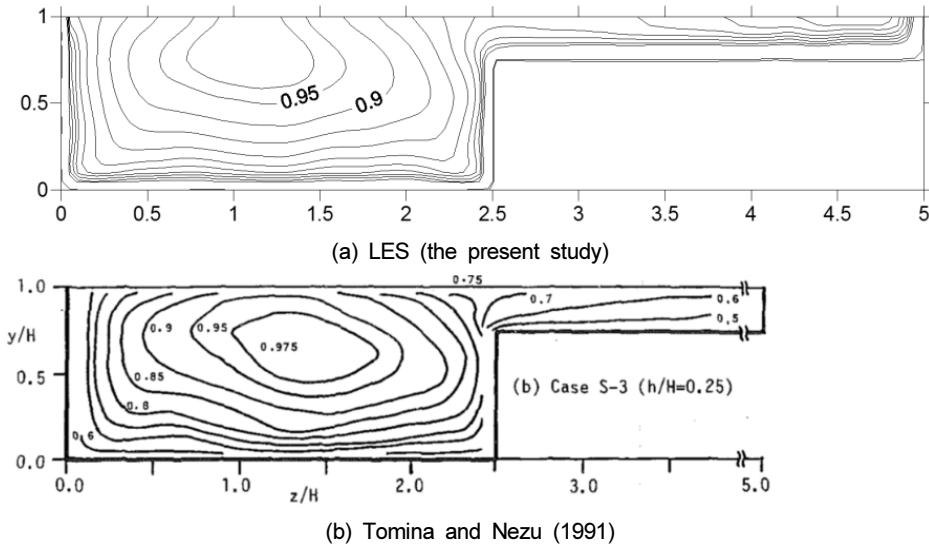 1
0.5
0
0.95
0.9
0 0.5 1 1.5 2 2.5 3 3.5 4 4.5 5
(a) LES (the present study)
0.75
1.0
y/H
0.5
0.0
0.9
0.95
0.975
0.85
0.8
0.6
0.7
0.6
0.5
(b) Case S-3 (h/H=0.25)
0.0 1.0 2.0 3.0 5.0
z/H
(b) Tomina and Nezu (1991)